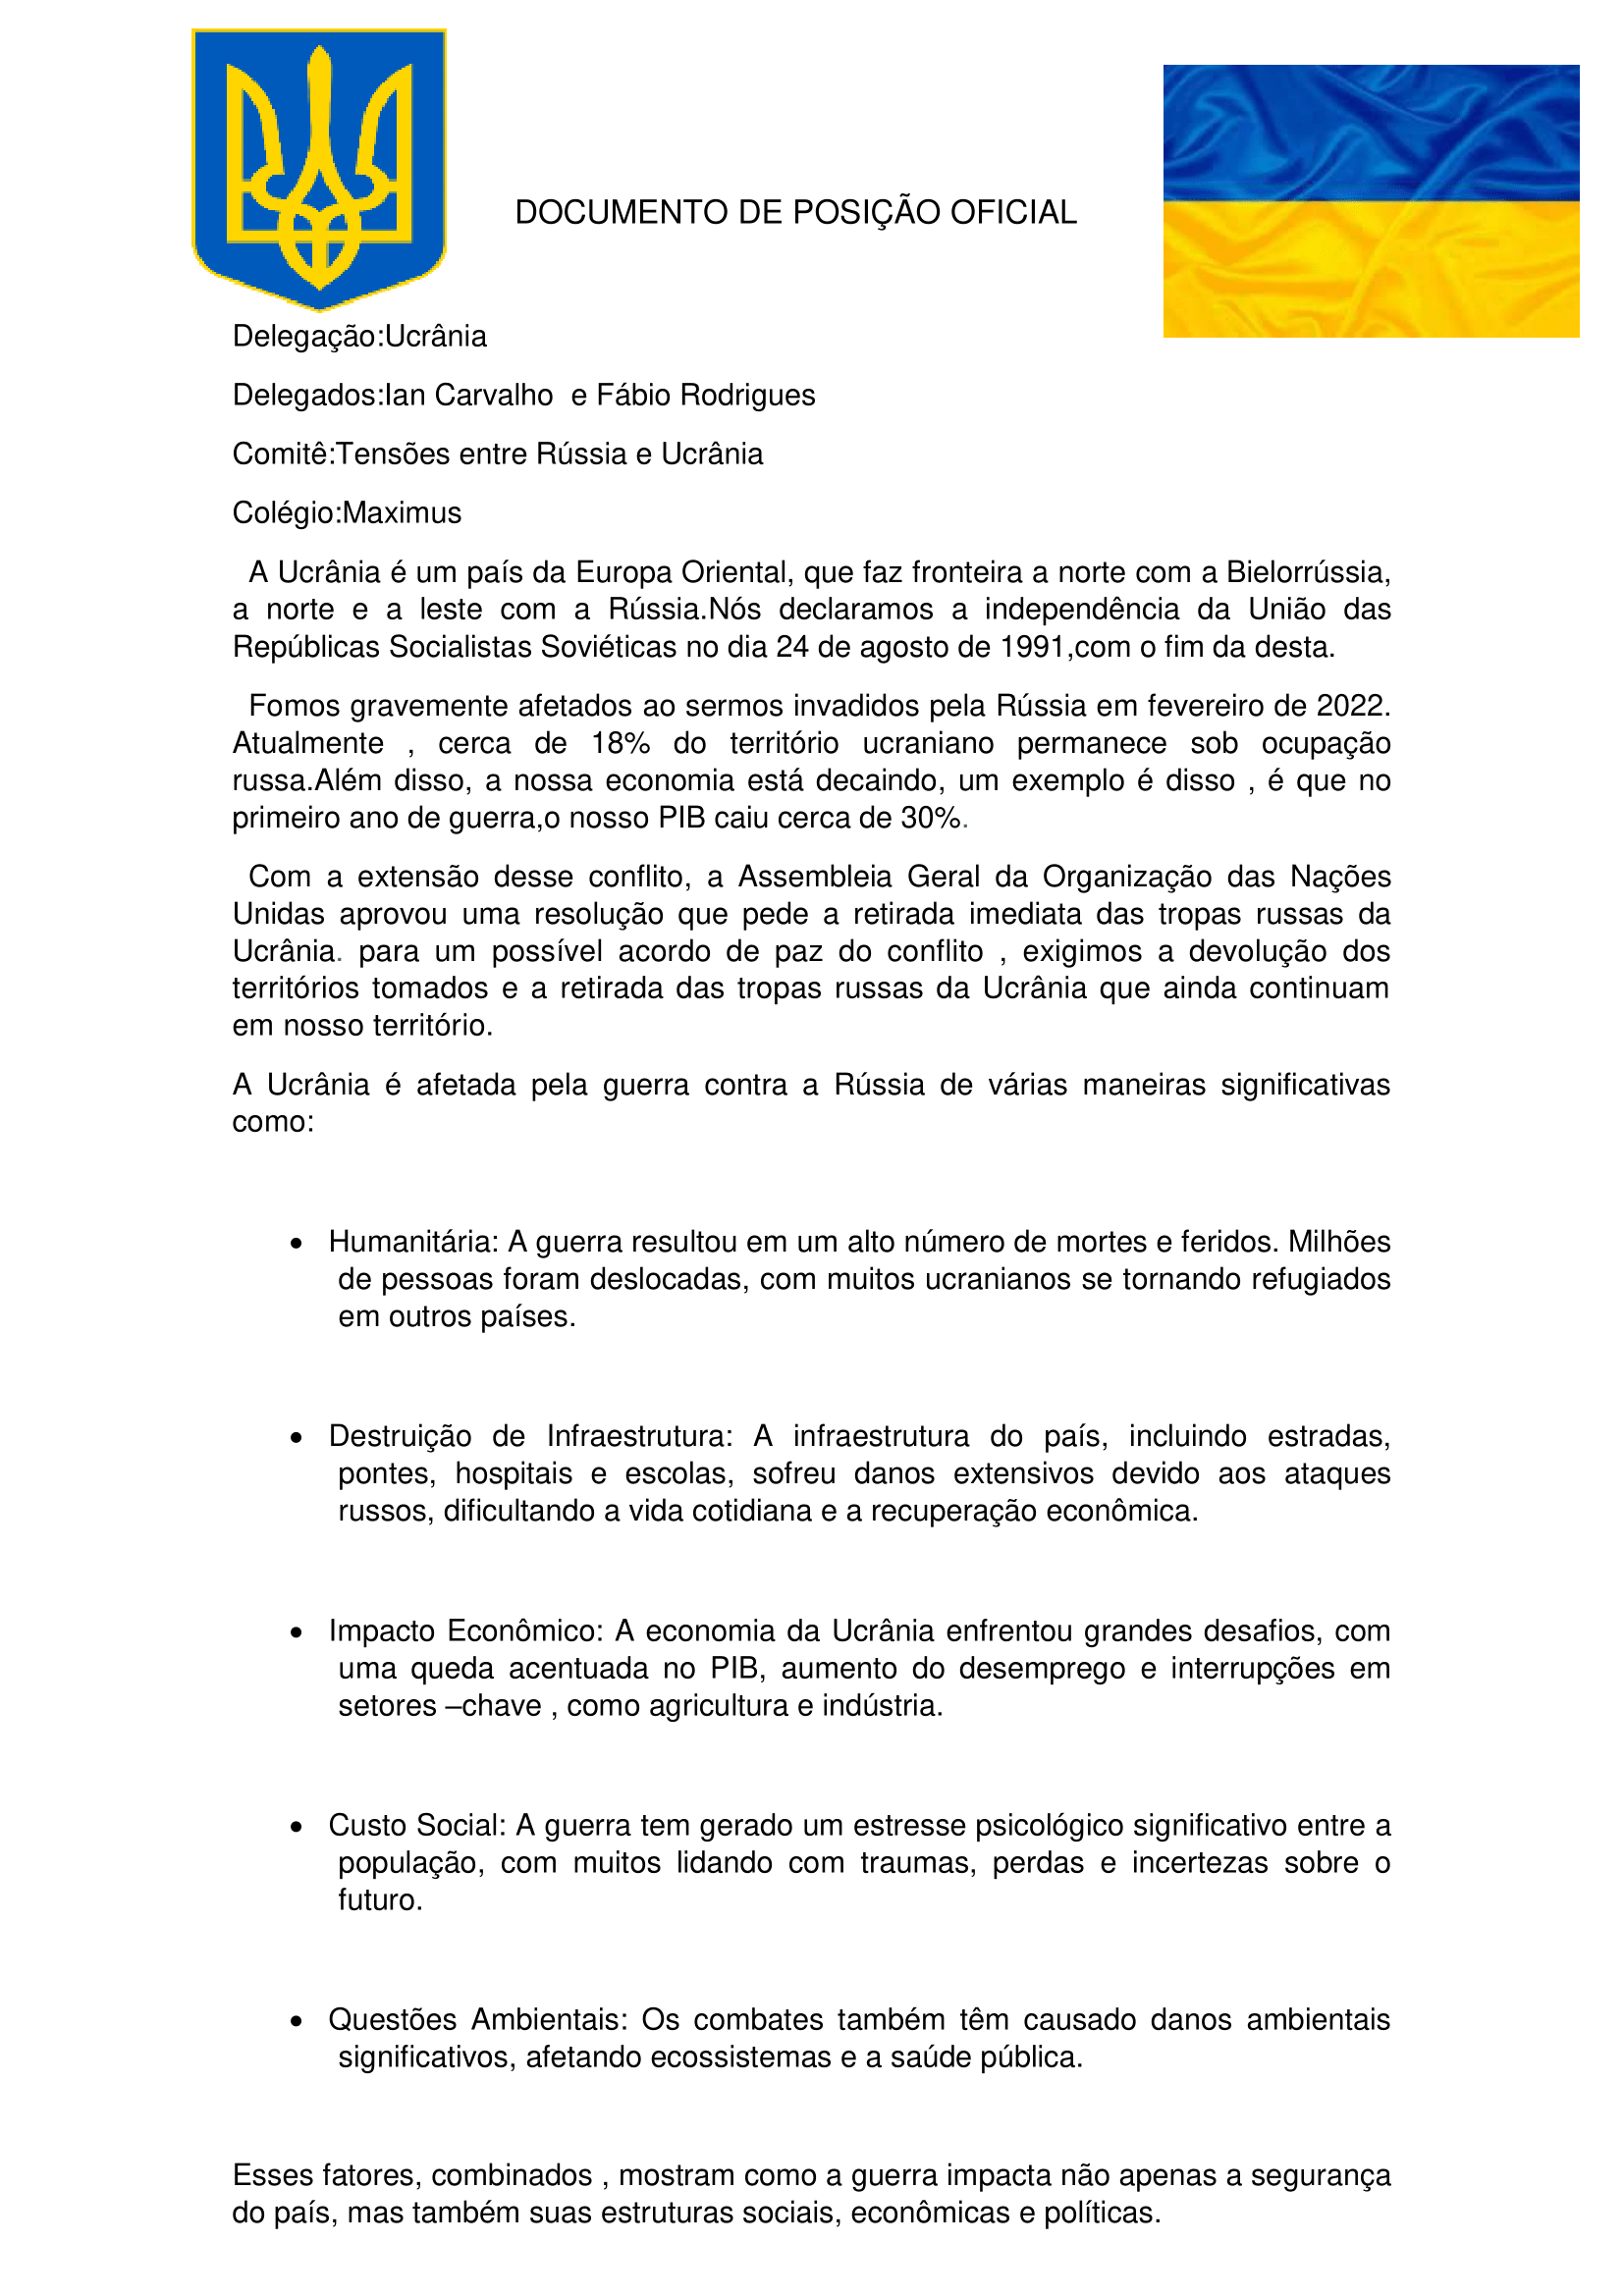 DOCUMENTO DE POSIÇÃO OFICIAL
Delegação:Ucrânia
Delegados:Ian Carvalho  e Fábio Rodrigues
Comitê:Tensões entre Rússia e Ucrânia
Colégio:Maximus
A Ucrânia é um país da Europa Oriental, que faz fronteira a norte com a Bielorrússia,
a norte e a leste com a Rússia.Nós declaramos a independência da União das
Repúblicas Socialistas Soviéticas no dia 24 de agosto de 1991,com o fim da desta.
Fomos gravemente afetados ao sermos invadidos pela Rússia em fevereiro de 2022.
Atualmente , cerca de 18% do território ucraniano permanece sob ocupação
russa.Além disso, a nossa economia está decaindo, um exemplo é disso , é que no
primeiro ano de guerra,o nosso PIB caiu cerca de 30%.
Com a extensão desse conflito, a Assembleia Geral da Organização das Nações
Unidas aprovou uma resolução que pede a retirada imediata das tropas russas da
Ucrânia. para um possível acordo de paz do conflito , exigimos a devolução dos
territórios tomados e a retirada das tropas russas da Ucrânia que ainda continuam
em nosso território.
A Ucrânia é afetada pela guerra contra a Rússia de várias maneiras significativas
como:
• Humanitária: A guerra resultou em um alto número de mortes e feridos. Milhões
de pessoas foram deslocadas, com muitos ucranianos se tornando refugiados
em outros países.
• Destruição de Infraestrutura: A infraestrutura do país, incluindo estradas,
pontes, hospitais e escolas, sofreu danos extensivos devido aos ataques
russos, dificultando a vida cotidiana e a recuperação econômica.
• Impacto Econômico: A economia da Ucrânia enfrentou grandes desafios, com
uma queda acentuada no PIB, aumento do desemprego e interrupções em
setores –chave , como agricultura e indústria.
• Custo Social: A guerra tem gerado um estresse psicológico significativo entre a
população, com muitos lidando com traumas, perdas e incertezas sobre o
futuro.
• Questões Ambientais: Os combates também têm causado danos ambientais
significativos, afetando ecossistemas e a saúde pública.
Esses fatores, combinados , mostram como a guerra impacta não apenas a segurança
do país, mas também suas estruturas sociais, econômicas e políticas.